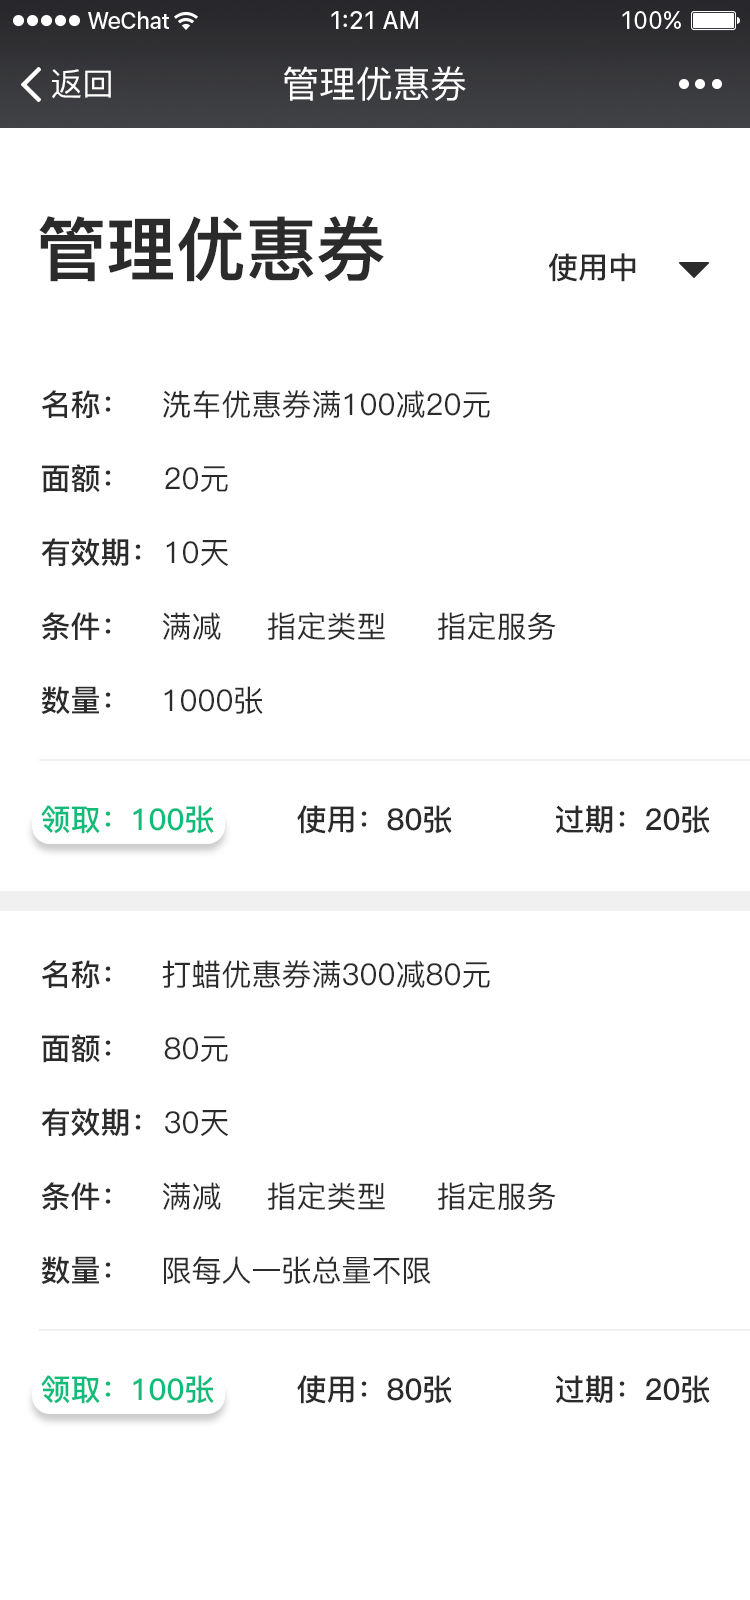 WeChat 1:21 AM 100%
返回 管理优惠券
管理优惠券 使用中
名称： 洗车优惠券满100减20元
面额： 20元
有效期： 10天
条件： 满减 指定类型 指定服务
数量： 1000张
领取：100张 使用：80张 过期：20张
名称： 打蜡优惠券满300减80元
面额： 80元
有效期： 30天
条件： 满减 指定类型 指定服务
数量： 限每人一张总量不限
领取：100张 使用：80张 过期：20张